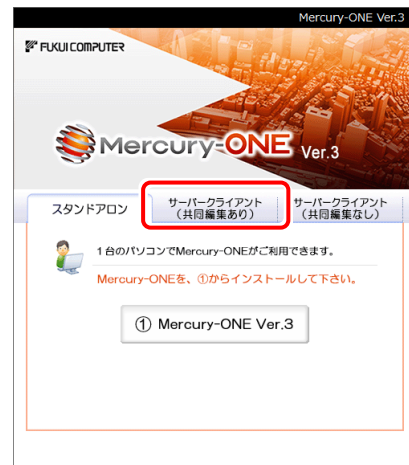 Mercury-ONE Ver.3
FUKUI COMPUTER
Mercury-ONE Ver.3
スタンドアロン
サーバークライアント
（共同編集あり）
サーバークライアント
（共同編集なし）
1台のパソコンでMercury-ONEがご利用できます。
Mercury-ONEを、①からインストールして下さい。
① Mercury-ONE Ver.3